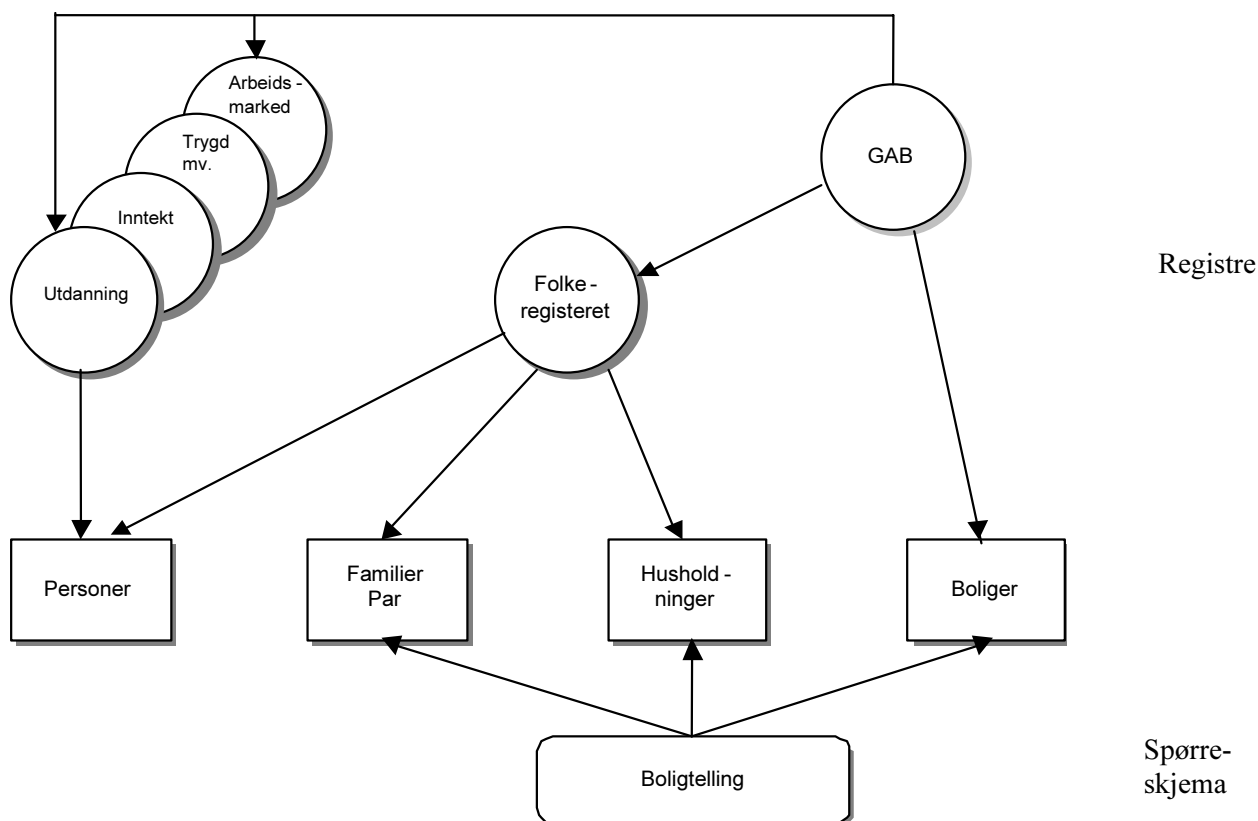 Arbeids -
marked
Trygd
mv.
Inntekt
Utdanning
GAB
Folke -
registeret
Registre
Personer
Familier
Par
Hushold -
ninger
Boliger
Boligtelling
Spørre-
skjema